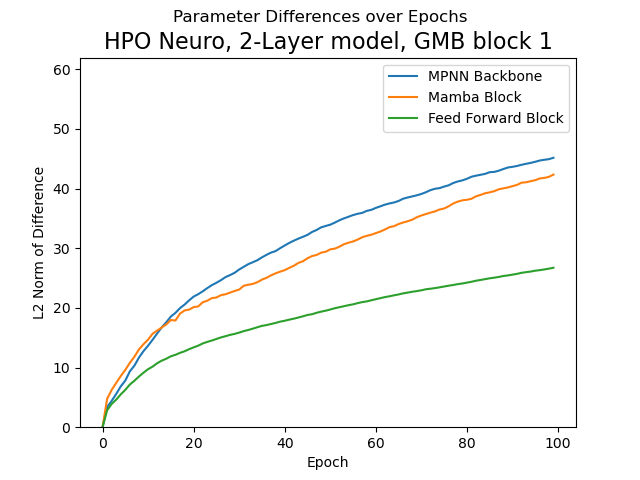 Parameter Differences over Epochs
HPO Neuro, 2-Layer model, GMB block 1
60
50
40
30
20
10
0
L2 Norm of Difference
MPNN Backbone
Mamba Block
Feed Forward Block
0 20 40 60 80 100
Epoch